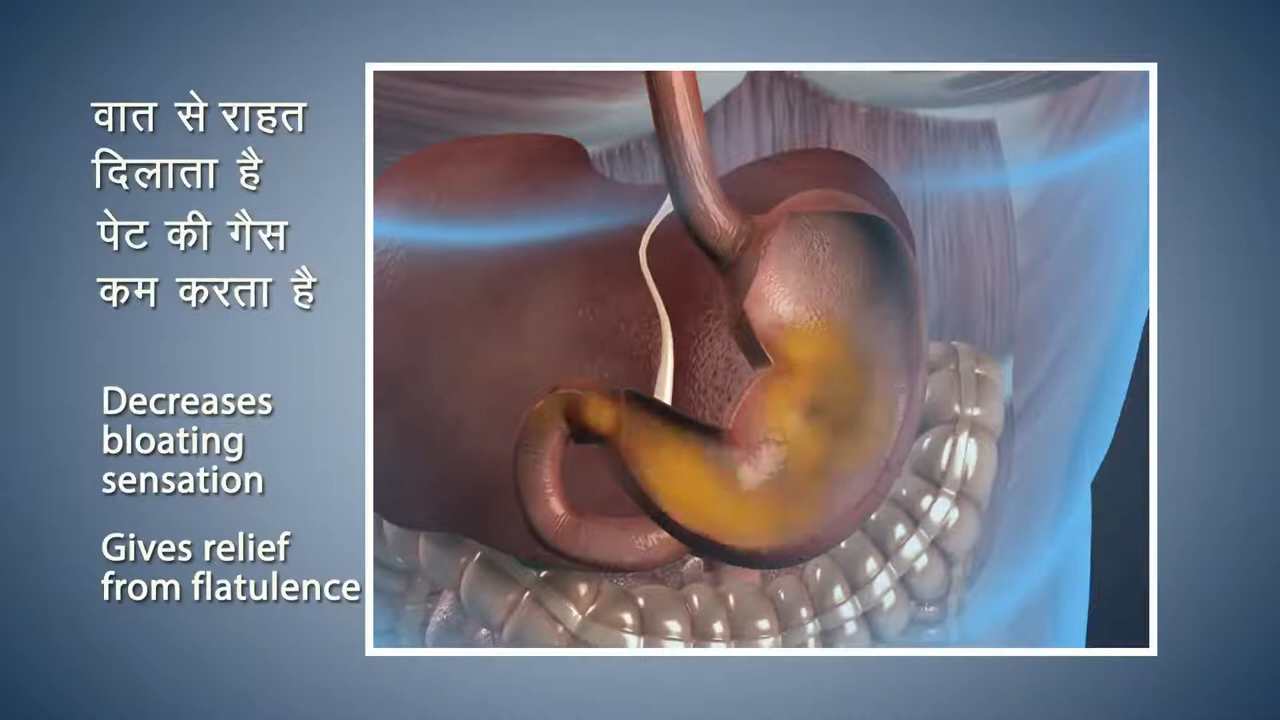 वात से राहत
दिलाता है
पेट की गैस
कम करता है
Decreases
bloating
sensation
Gives relief
from flatulence